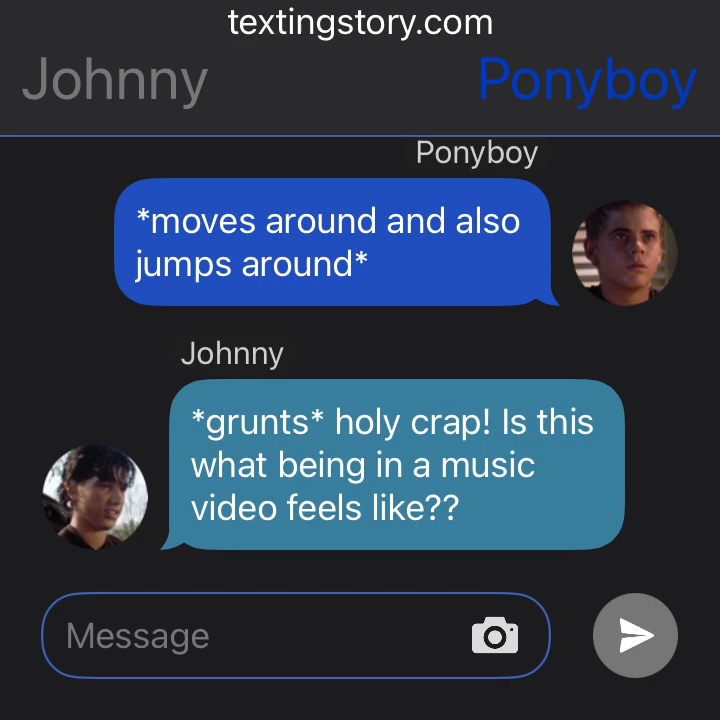 textingstory.com
Johnny
Ponyboy
Ponyboy
*moves around and also
jumps around*
Johnny
*grunts* holy crap! Is this
what being in a music
video feels like??
Message